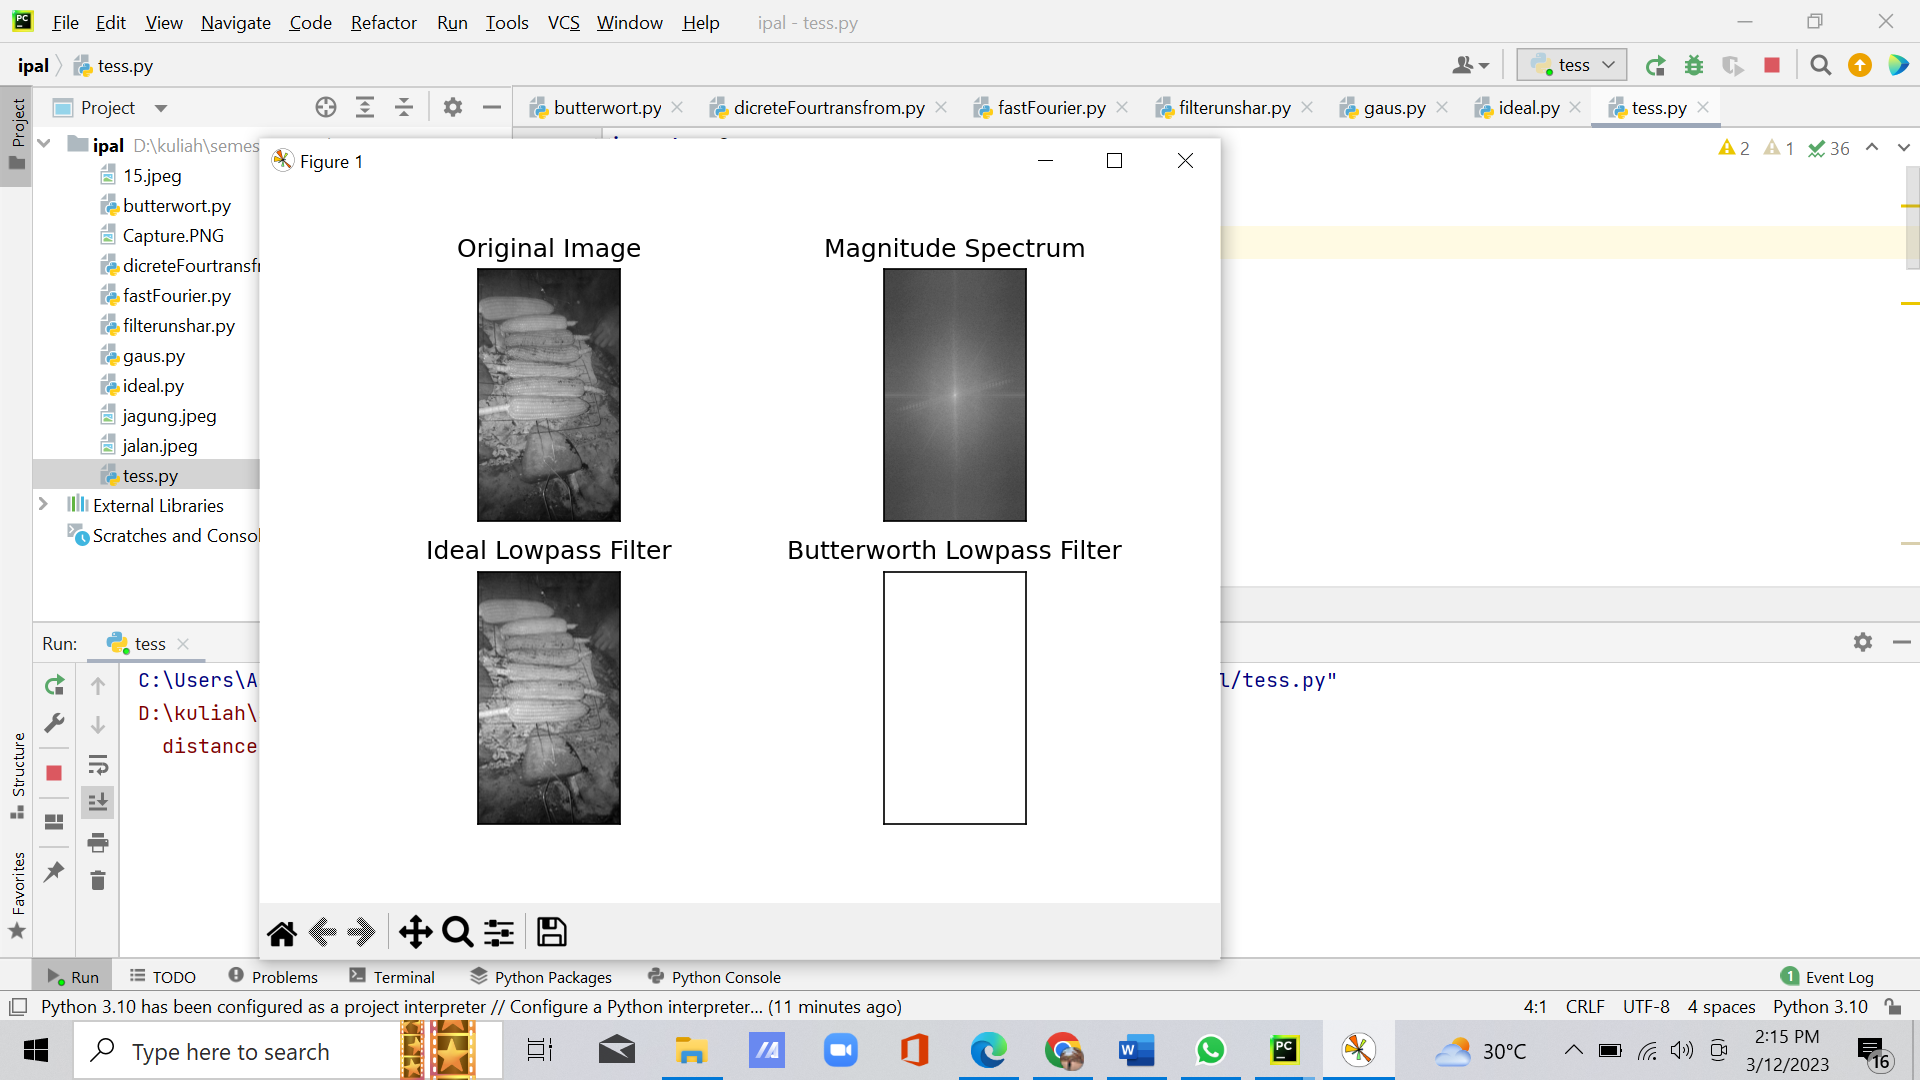 File Edit View Navigate Code Refactor Run Tools VCS Window Help ipal - tess.py
ipal tess.py tess
Project butterwort.py dicreteFourtransfrom.py fastFourier.py filterunshar.py gaus.py ideal.py tess.py
Project
ipal D:\kuliah\semes
2 1 36
Figure 1
15.jpeg
butterwort.py
Capture.PNG
dicreteFourtransf
fastFourier.py
filterunshar.py
gaus.py
ideal.py
jagung.jpeg
jalan.jpeg
tess.py
External Libraries
Scratches and Consol
Original Image Magnitude Spectrum
Ideal Lowpass Filter Butterworth Lowpass Filter
Run: tess
C:\Users\A l/tess.py"
D:\kuliah\
distance
Structure
Favorites
Run TODO Problems Terminal Python Packages Python Console 1 Event Log
Python 3.10 has been configured as a project interpreter // Configure a Python interpreter... (11 minutes ago) 4:1 CRLF UTF-8 4 spaces Python 3.10
Type here to search 30°C 2:15 PM
3/12/2023
16